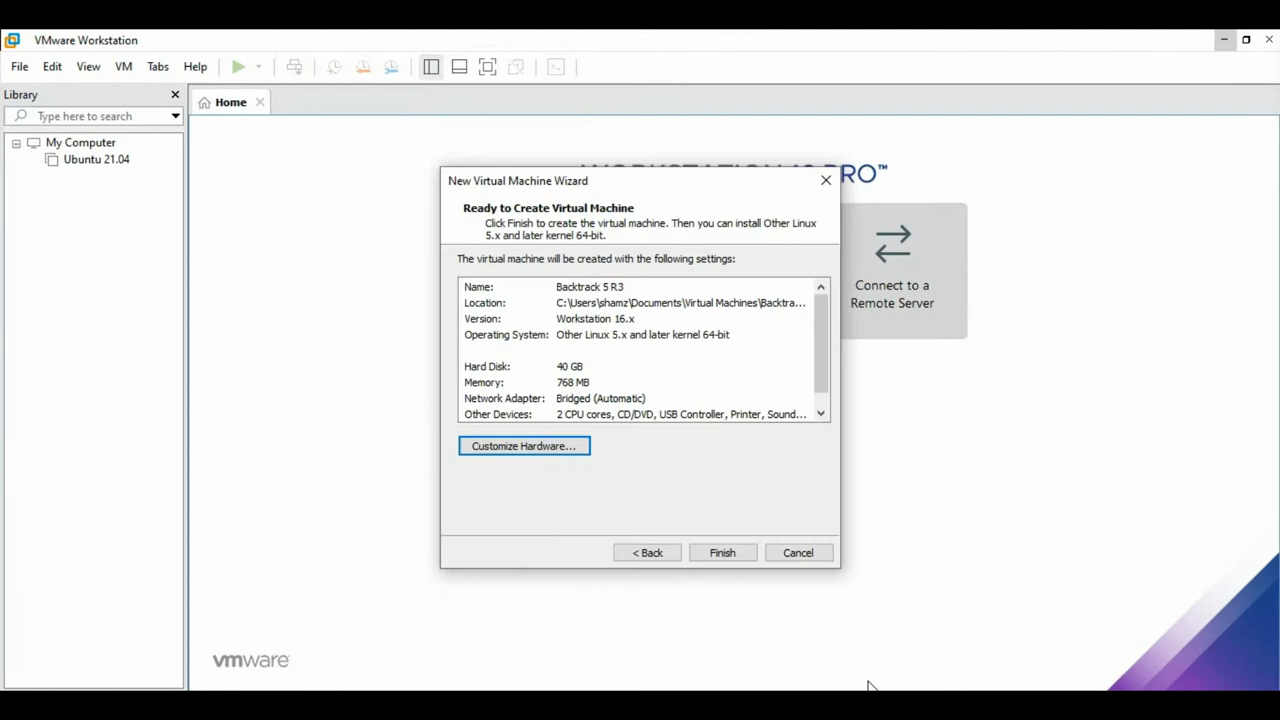 VMware Workstation
File Edit View VM Tabs Help
Library
Type here to search
Home
My Computer
Ubuntu 21.04
PRO™
New Virtual Machine Wizard
Ready to Create Virtual Machine
Click Finish to create the virtual machine. Then you can install Other Linux
5.x and later kernel 64-bit.
The virtual machine will be created with the following settings:
Name: Backtrack 5 R3
Location: C:\Users\shamz\Documents\Virtual Machines\Backtra...
Version: Workstation 16.x
Operating System: Other Linux 5.x and later kernel 64-bit
Hard Disk: 40 GB
Memory: 768 MB
Network Adapter: Bridged (Automatic)
Other Devices: 2 CPU cores, CD/DVD, USB Controller, Printer, Sound...
Customize Hardware...
< Back Finish Cancel
Connect to a
Remote Server
vmware